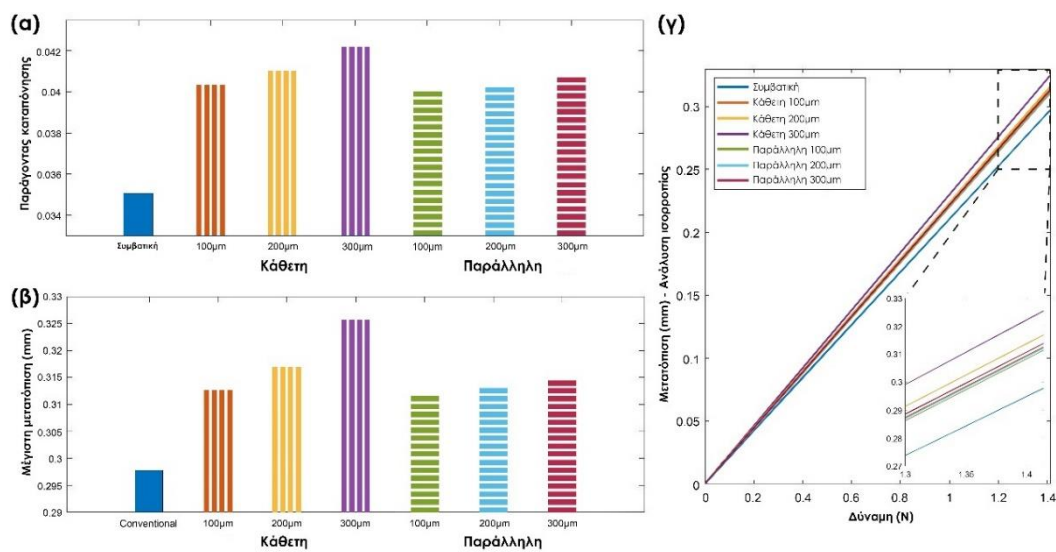 (α)
Παράγοντας καταπόνησης
0.042
0.04
0.038
0.036
0.034
Συμβατική
100μm
200μm
300μm
100μm
200μm
300μm
Κάθετη
Παράλληλη
(β)
Μέγιστη μετατόπιση (mm)
0.33
0.325
0.32
0.315
0.31
0.305
0.3
0.295
0.29
Conventional
100μm
200μm
300μm
100μm
200μm
300μm
Κάθετη
Παράλληλη
(γ)
Μετατόπιση (mm) - Ανάλυση ισορροπίας
0.3
0.25
0.2
0.15
0.1
0.05
0
Συμβατική
Κάθετη 100μm
Κάθετη 200μm
Κάθετη 300μm
Παράλληλη 100μm
Παράλληλη 200μm
Παράλληλη 300μm
0.33
0.32
0.31
0.3
0.29
0.28
0.27
1.3
1.35
1.4
0
0.2
0.4
0.6
0.8
1
1.2
1.4
Δύναμη (N)